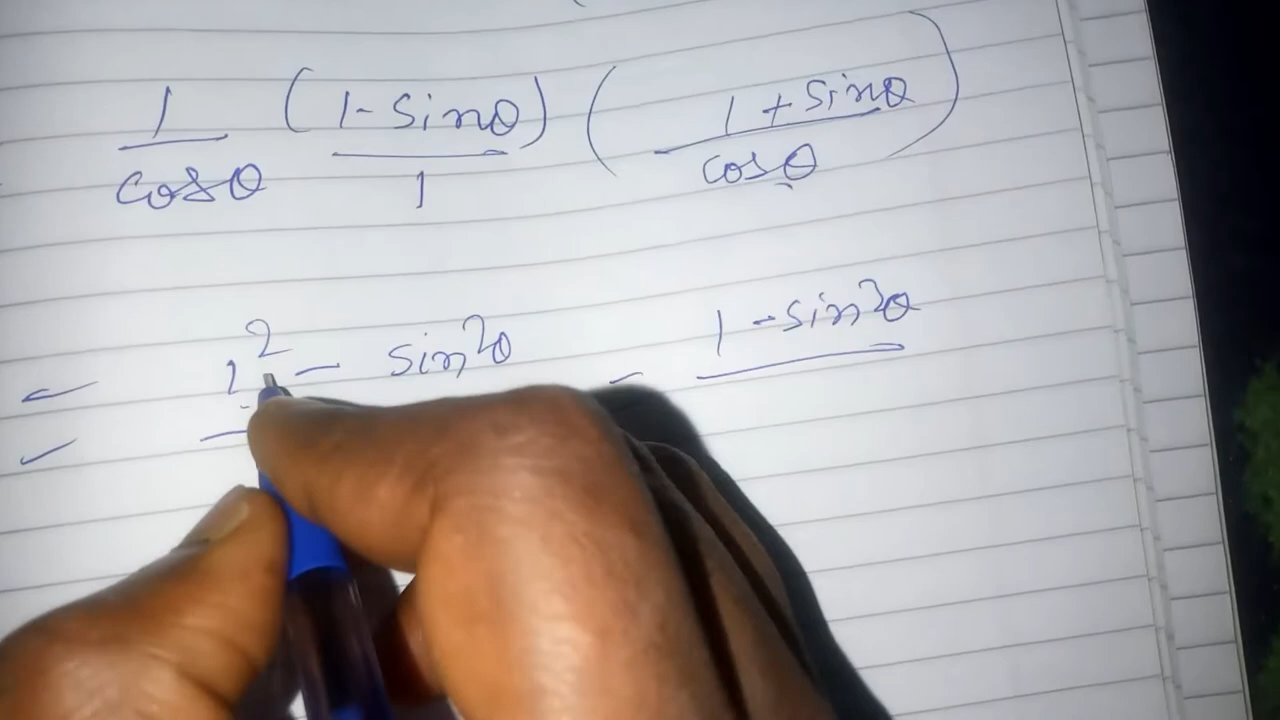 1/cosθ (1-sinθ)/1 (1+sinθ/cosθ)
= 1² - sin²θ = 1-sin²θ